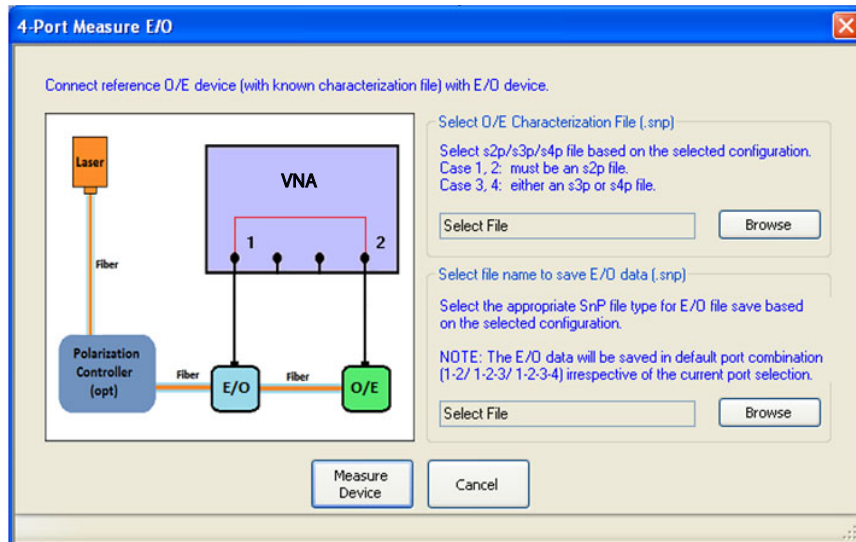 4-Port Measure E/O
Connect reference O/E device (with known characterization file) with E/O device.
Laser
VNA
1
2
Fiber
Polarization
Controller
(opt)
Fiber
E/O
Fiber
O/E
Select O/E Characterization File (.snp)
Select s2p/s3p/s4p file based on the selected configuration.
Case 1, 2: must be an s2p file.
Case 3, 4: either an s3p or s4p file.
Select File
Browse
Select file name to save E/O data (.snp)
Select the appropriate SnP file type for E/O file save based
on the selected configuration.
NOTE: The E/O data will be saved in default port combination
(1-2/ 1-2-3/ 1-2-3-4) irrespective of the current port selection.
Select File
Browse
Measure
Device
Cancel